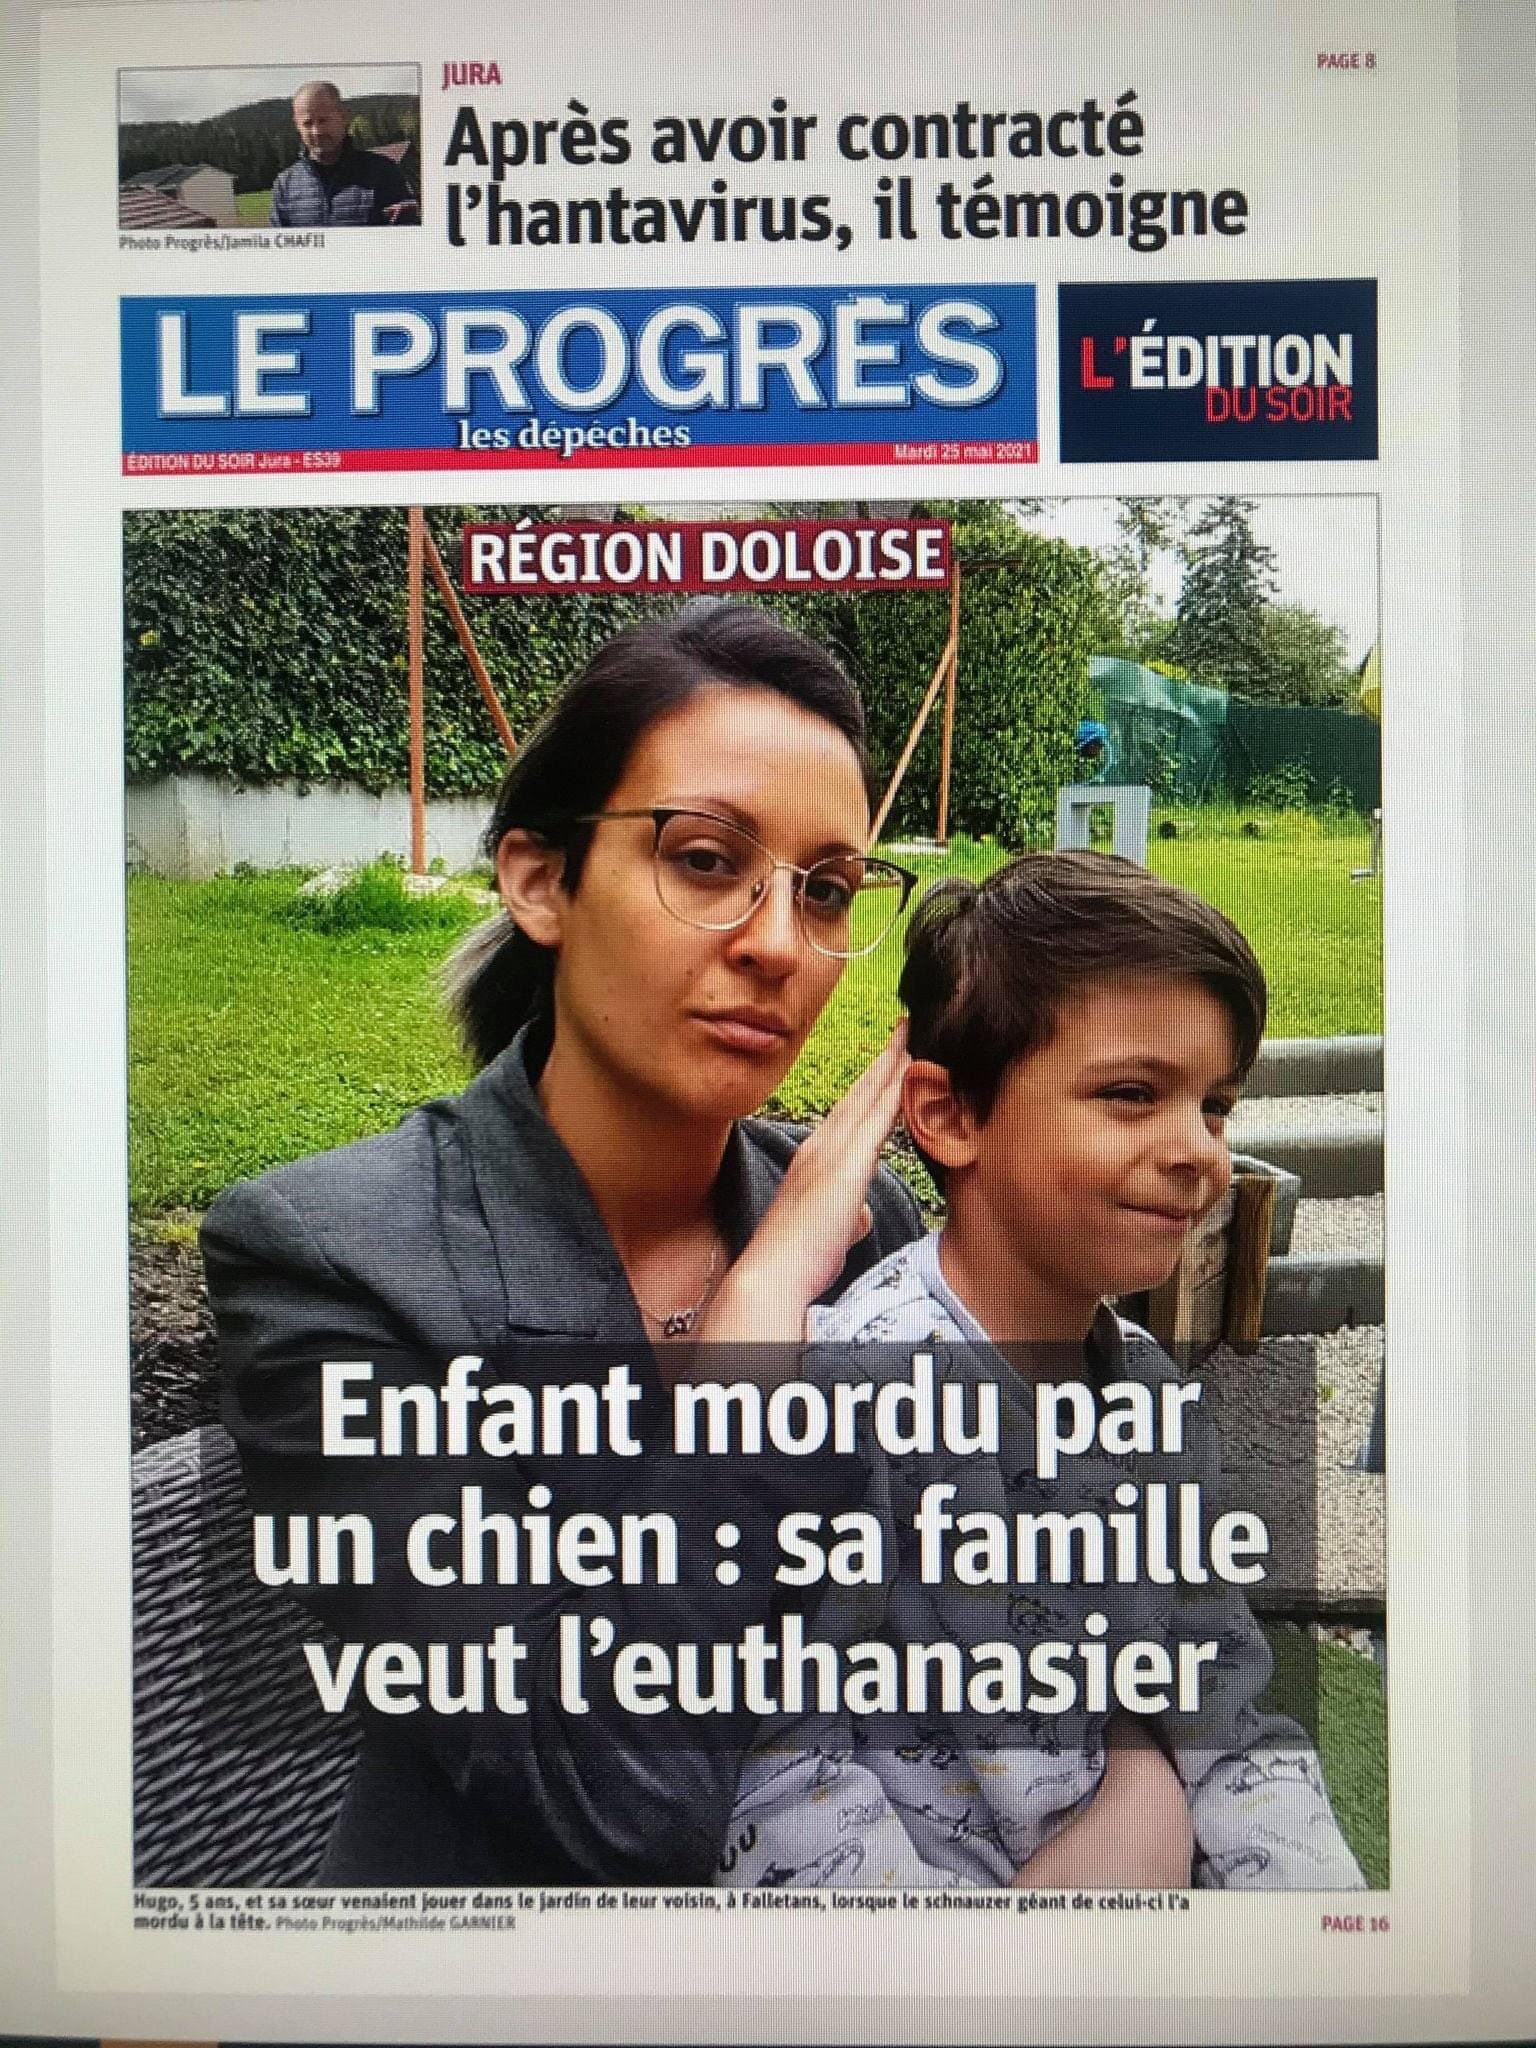 JURA
PAGE 8
Après avoir contracté
l'hantavirus, il témoigne
Photo Progrès/Jamila CHAFII
LE PROGRÈS
les dépêches
ÉDITION DU SOIR Jura - ES39
Mardi 25 mai 2021
L'ÉDITION
DU SOIR
RÉGION DOLOISE
Enfant mordu par
un chien : sa famille
veut l'euthanasier
Hugo, 5 ans, et sa sœur venaient jouer dans le jardin de leur voisin, à Falletans, lorsque le schnauzer géant de celui-ci l'a
mordu à la tête. Photo Progrès/Mathilde GARNIER
PAGE 16